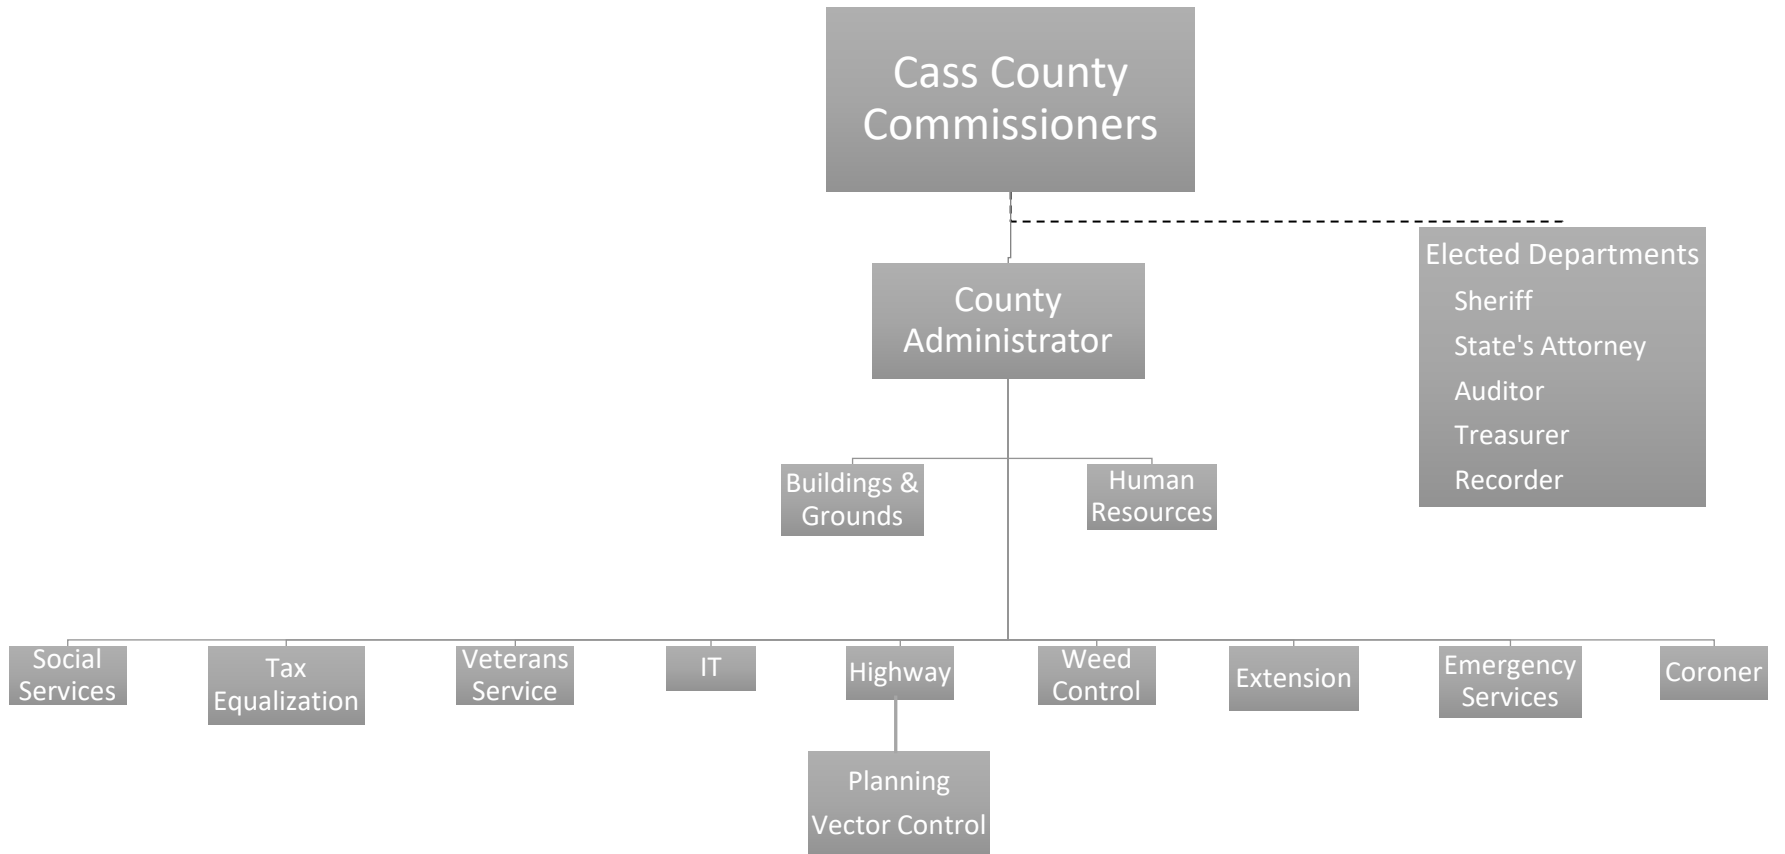 Cass County
Commissioners
County
Administrator
Elected Departments
Sheriff
State's Attorney
Auditor
Treasurer
Recorder
Buildings &
Grounds
Human
Resources
Social
Services
Tax
Equalization
Veterans
Service
IT
Highway
Weed
Control
Extension
Emergency
Services
Coroner
Planning
Vector Control